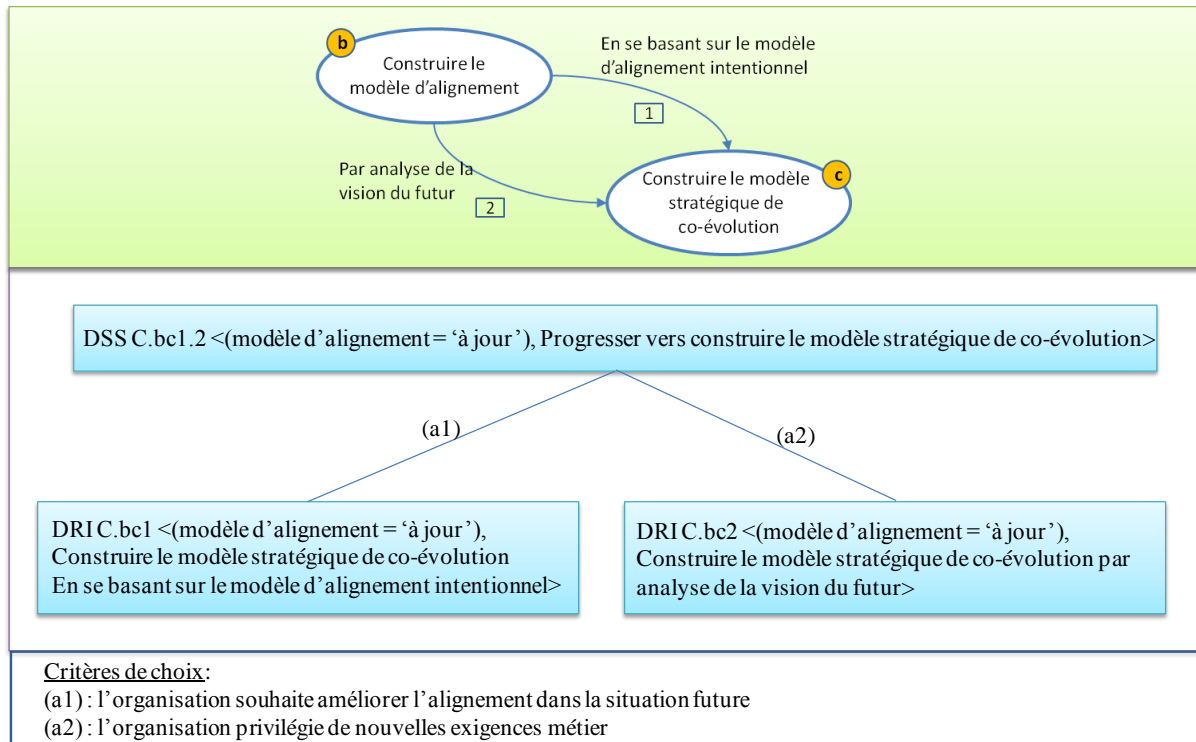 b
Construire le
modèle d’alignement
En se basant sur le modèle
d’alignement intentionnel
1
Par analyse de la
vision du futur
2
c
Construire le modèle
stratégique de
co-évolution
DSS C.bc1.2 <(modèle d’alignement = ‘à jour’), Progresser vers construire le modèle stratégique de co-évolution>
(a1)
(a2)
DRI C.bc1 <(modèle d’alignement = ‘à jour’),
Construire le modèle stratégique de co-évolution
En se basant sur le modèle d’alignement intentionnel>
DRI C.bc2 <(modèle d’alignement = ‘à jour’),
Construire le modèle stratégique de co-évolution par
analyse de la vision du futur>
Critères de choix:
(a1) : l’organisation souhaite améliorer l’alignement dans la situation future
(a2) : l’organisation privilégie de nouvelles exigences métier